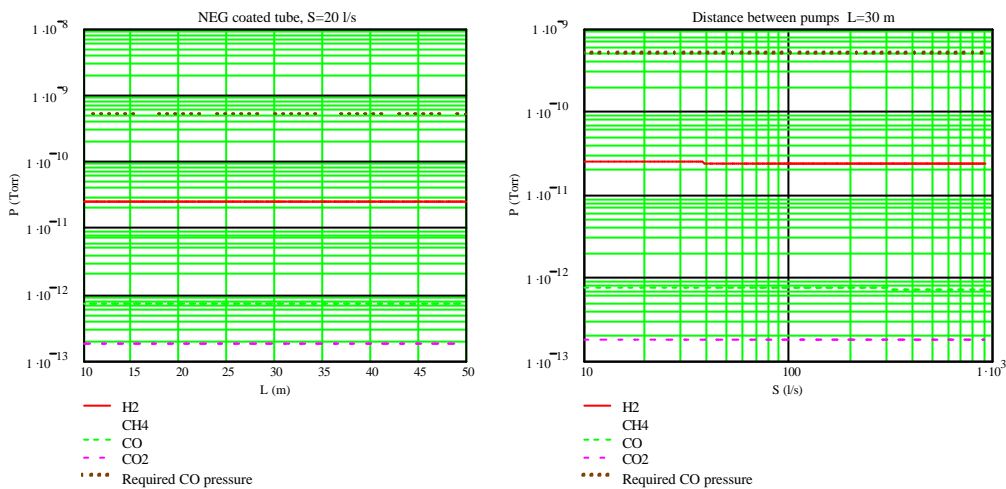 NEG coated tube, S=20 l/s
1·10⁻⁸
1·10⁻⁹
1·10⁻¹⁰
1·10⁻¹¹
1·10⁻¹²
1·10⁻¹³
P (Torr)
10 15 20 25 30 35 40 45 50
L (m)
H2
CH4
CO
CO2
Required CO pressure
Distance between pumps L=30 m
1·10⁻⁹
1·10⁻¹⁰
1·10⁻¹¹
1·10⁻¹²
1·10⁻¹³
P (Torr)
10 100 1·10³
S (l/s)
H2
CH4
CO
CO2
Required CO pressure